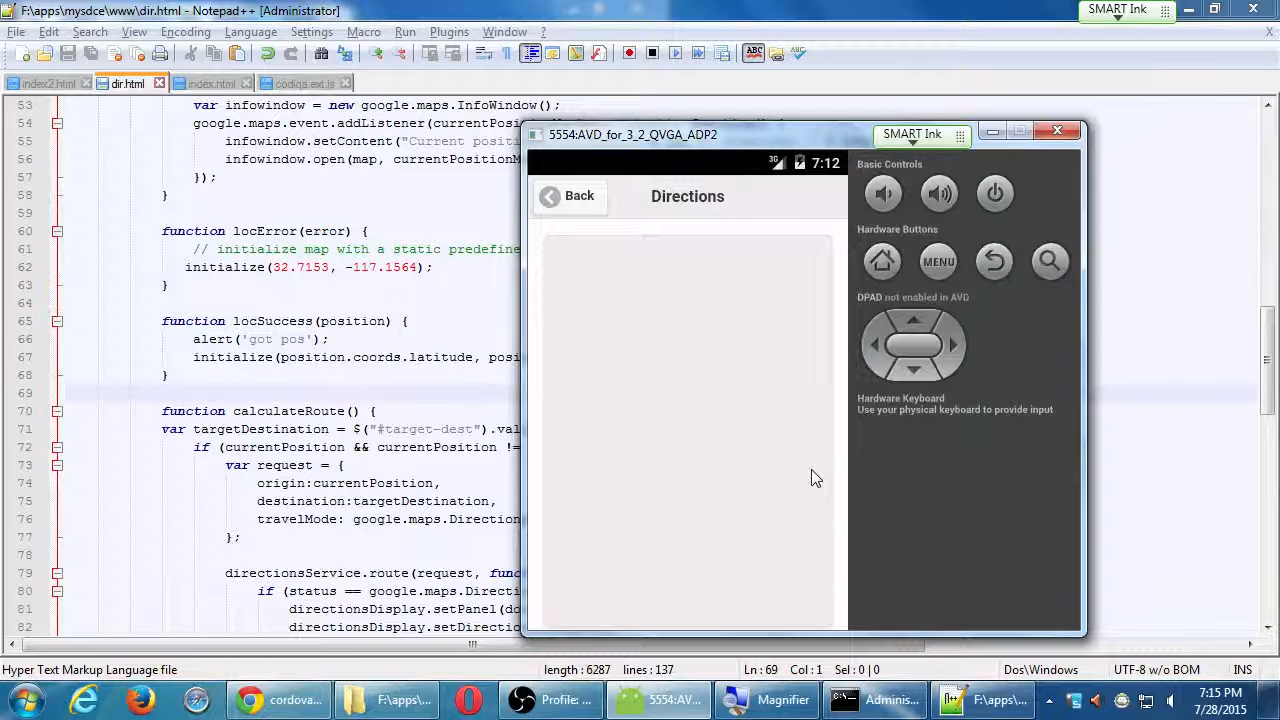 F:\apps\mysdce\www\dir.html - Notepad++ [Administrator]
SMART Ink
File Edit Search View Encoding Language Settings Macro Run Plugins Window ?
X
index2.html dir.html index.html codiqa.ext.js
53 var infowindow = new google.maps.InfoWindow();
54 google.maps.event.addListener(currentPosi
55 infowindow.setContent("Current positi
56 infowindow.open(map, currentPositionM
57 });
58 }
59
60 function locError(error) {
61 // initialize map with a static predefine
62 initialize(32.7153, -117.1564);
63 }
64
65 function locSuccess(position) {
66 alert('got pos');
67 initialize(position.coords.latitude, posi
68 }
69
70 function calculateRoute() {
71 var targetDestination = $("#target-dest").val
72 if (currentPosition && currentPosition !=
73 var request = {
74 origin:currentPosition,
75 destination:targetDestination,
76 travelMode: google.maps.Direction
77 };
78
79 directionsService.route(request, func
80 if (status == google.maps.Directi
81 directionsDisplay.setPanel(do
82 directionsDisplay.setDirectio
5554:AVD_for_3_2_QVGA_ADP2
SMART Ink
3G 7:12
Back Directions
Basic Controls
Hardware Buttons
MENU
DPAD not enabled in AVD
Hardware Keyboard
Use your physical keyboard to provide input
Hyper Text Markup Language file length : 6287 lines : 137 Ln : 69 Col : 1 Sel : 0 | 0 Dos\Windows UTF-8 w/o BOM INS
cordova... F:\apps\... Profile: ... 5554:AV... Magnifier Adminis... F:\apps\...
7:15 PM
7/28/2015